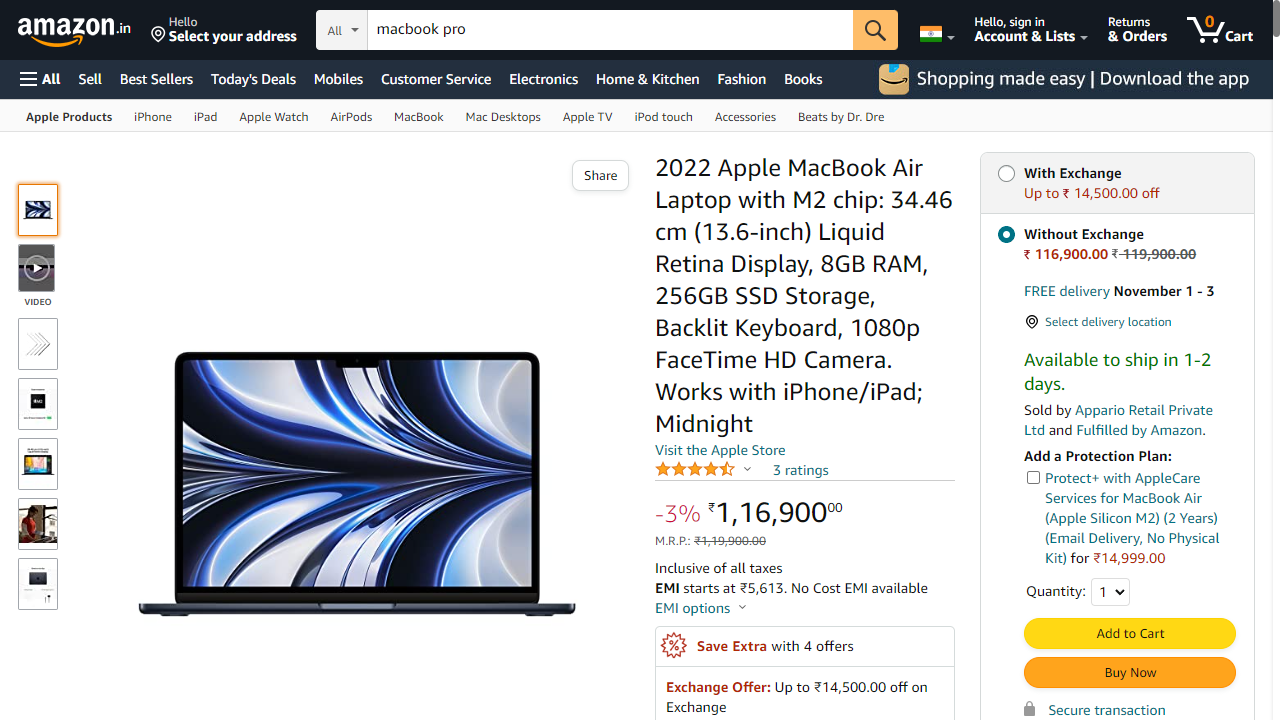 amazon.in
Hello
Select your address
All
macbook pro
Hello, sign in
Account & Lists
Returns
& Orders
0
Cart
All
Sell
Best Sellers
Today's Deals
Mobiles
Customer Service
Electronics
Home & Kitchen
Fashion
Books
Shopping made easy | Download the app
Apple Products
iPhone
iPad
Apple Watch
AirPods
MacBook
Mac Desktops
Apple TV
iPod touch
Accessories
Beats by Dr. Dre
VIDEO
Share
2022 Apple MacBook Air
Laptop with M2 chip: 34.46
cm (13.6-inch) Liquid
Retina Display, 8GB RAM,
256GB SSD Storage,
Backlit Keyboard, 1080p
FaceTime HD Camera.
Works with iPhone/iPad;
Midnight
Visit the Apple Store
3 ratings
-3% ₹1,16,90000
M.R.P.: ₹1,19,900.00
Inclusive of all taxes
EMI starts at ₹5,613. No Cost EMI available
EMI options
Save Extra with 4 offers
Exchange Offer: Up to ₹14,500.00 off on
Exchange
With Exchange
Up to ₹ 14,500.00 off
Without Exchange
₹ 116,900.00 ₹ 119,900.00
FREE delivery November 1 - 3
Select delivery location
Available to ship in 1-2
days.
Sold by Appario Retail Private
Ltd and Fulfilled by Amazon.
Add a Protection Plan:
Protect+ with AppleCare
Services for MacBook Air
(Apple Silicon M2) (2 Years)
(Email Delivery, No Physical
Kit) for ₹14,999.00
Quantity: 1
Add to Cart
Buy Now
Secure transaction